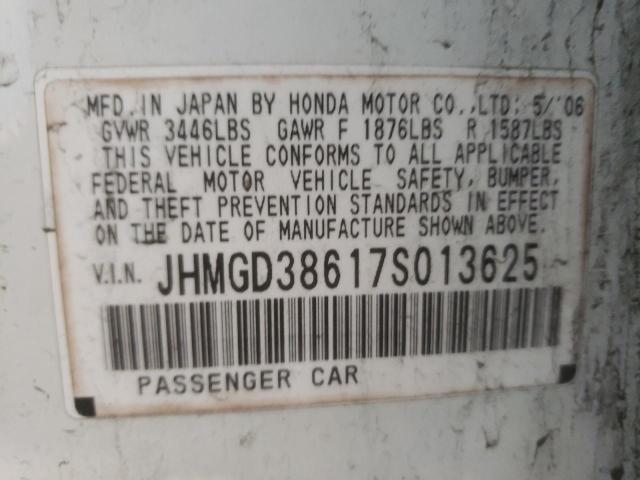 MFD. IN JAPAN BY HONDA MOTOR CO., LTD: 5/'06
GVWR 3446LBS GAWR F 1876LBS R 1587LBS
THIS VEHICLE CONFORMS TO ALL APPLICABLE
FEDERAL MOTOR VEHICLE SAFETY, BUMPER,
AND THEFT PREVENTION STANDARDS IN EFFECT
ON THE DATE OF MANUFACTURE SHOWN ABOVE.
V.I.N. JHMGD38617S013625
PASSENGER CAR